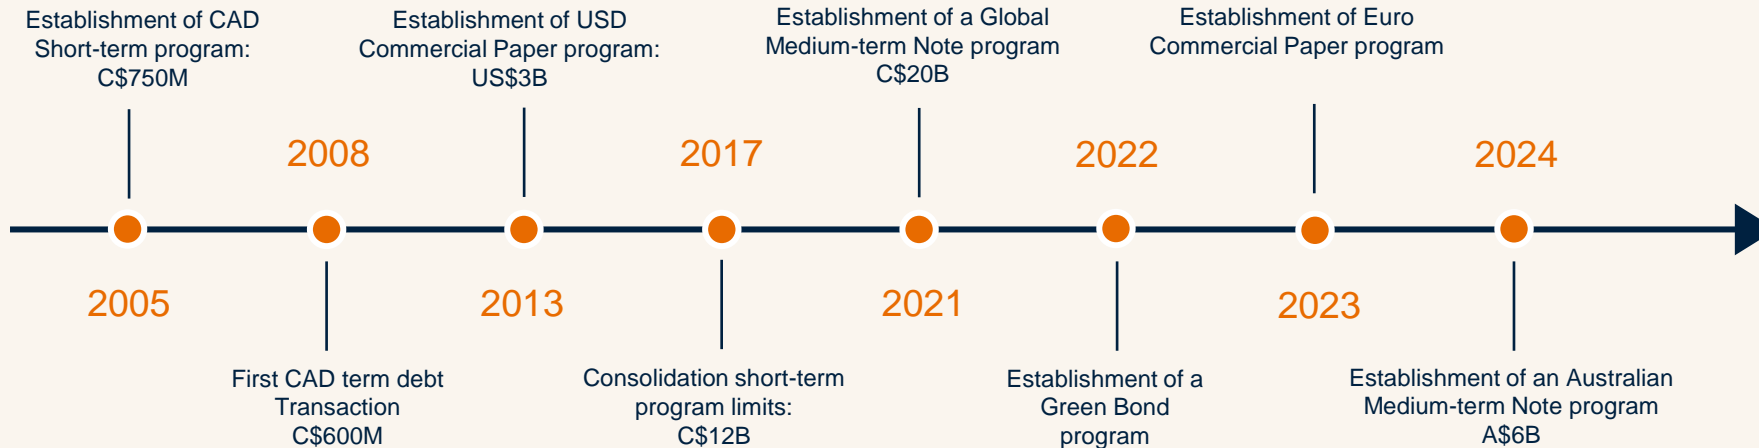 Establishment of CAD
Short-term program:
C$750M
2005
2008
First CAD term debt
Transaction
C$600M
Establishment of USD
Commercial Paper program:
US$3B
2013
2017
Consolidation short-term
program limits:
C$12B
Establishment of a Global
Medium-term Note program
C$20B
2021
2022
Establishment of a
Green Bond
program
Establishment of Euro
Commercial Paper program
2023
2024
Establishment of an Australian
Medium-term Note program
A$6B